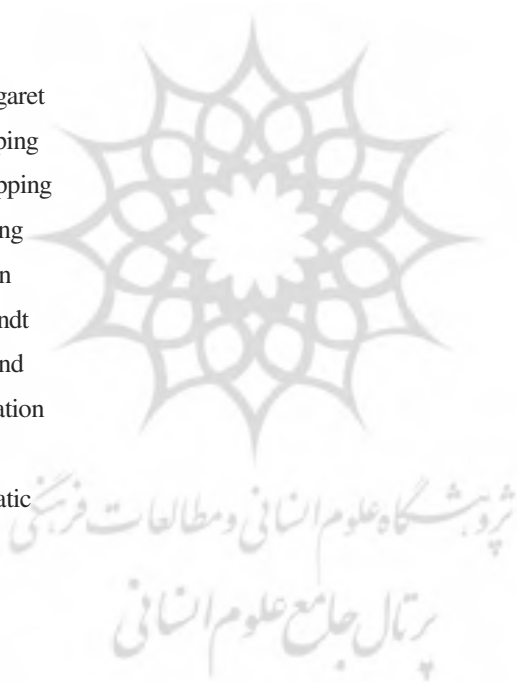 garet
ping
pping
ng
n
ndt
nd
ation
atic
پژوهشگاه علوم انسانی و مطالعات فرهنگی
پرتال جامع علوم انسانی